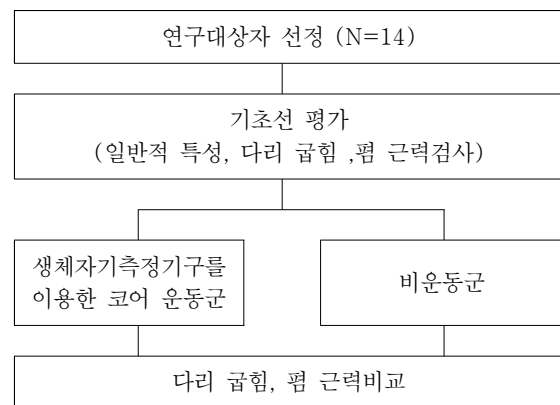 연구대상자 선정 (N=14)
기초선 평가
(일반적 특성, 다리 굽힘 ,폄 근력검사)
생체자기측정기구를
이용한 코어 운동군
비운동군
다리 굽힘, 폄 근력비교